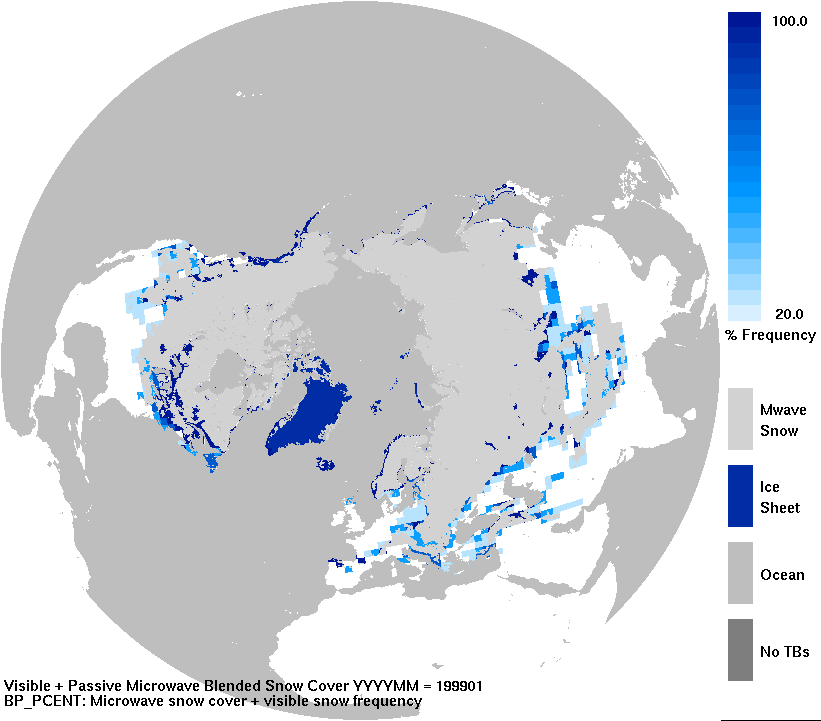 100.0
20.0
% Frequency
Mwave
Snow
Ice
Sheet
Ocean
No TBs
Visible + Passive Microwave Blended Snow Cover YYYYMM = 199901
BP_PCENT: Microwave snow cover + visible snow frequency